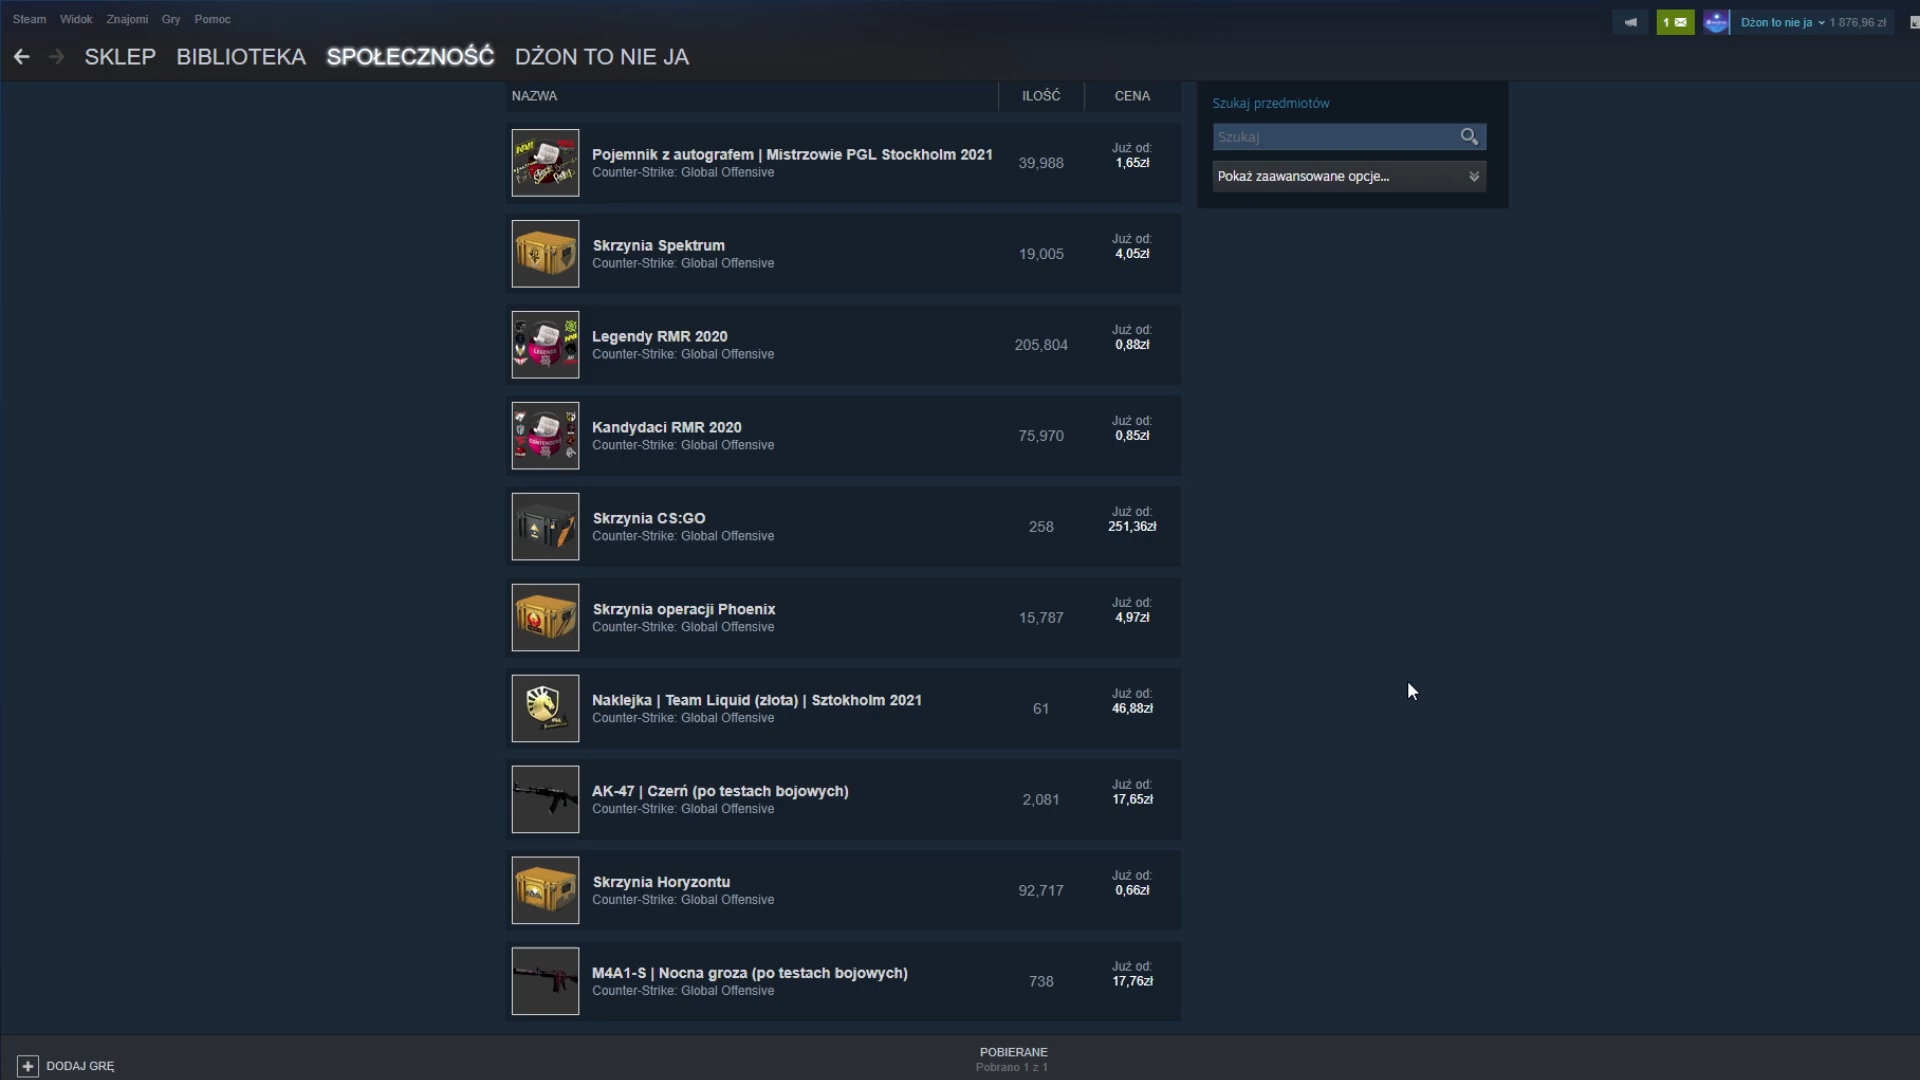 Steam Widok Znajomi Gry Pomoc
1 Dżon to nie ja 1 876,96 zł
SKLEP BIBLIOTEKA SPOŁECZNOŚĆ DŻON TO NIE JA
NAZWA ILOŚĆ CENA
Szukaj przedmiotów
Szukaj
Pokaż zaawansowane opcje...
Pojemnik z autografem | Mistrzowie PGL Stockholm 2021
Counter-Strike: Global Offensive
39,988
Już od:
1,65zł
Skrzynia Spektrum
Counter-Strike: Global Offensive
19,005
Już od:
4,05zł
Legendy RMR 2020
Counter-Strike: Global Offensive
205,804
Już od:
0,88zł
Kandydaci RMR 2020
Counter-Strike: Global Offensive
75,970
Już od:
0,85zł
Skrzynia CS:GO
Counter-Strike: Global Offensive
258
Już od:
251,36zł
Skrzynia operacji Phoenix
Counter-Strike: Global Offensive
15,787
Już od:
4,97zł
Naklejka | Team Liquid (złota) | Sztokholm 2021
Counter-Strike: Global Offensive
61
Już od:
46,88zł
AK-47 | Czerń (po testach bojowych)
Counter-Strike: Global Offensive
2,081
Już od:
17,65zł
Skrzynia Horyzontu
Counter-Strike: Global Offensive
92,717
Już od:
0,66zł
M4A1-S | Nocna groza (po testach bojowych)
Counter-Strike: Global Offensive
738
Już od:
17,76zł
DODAJ GRĘ
POBIERANE
Pobrano 1 z 1